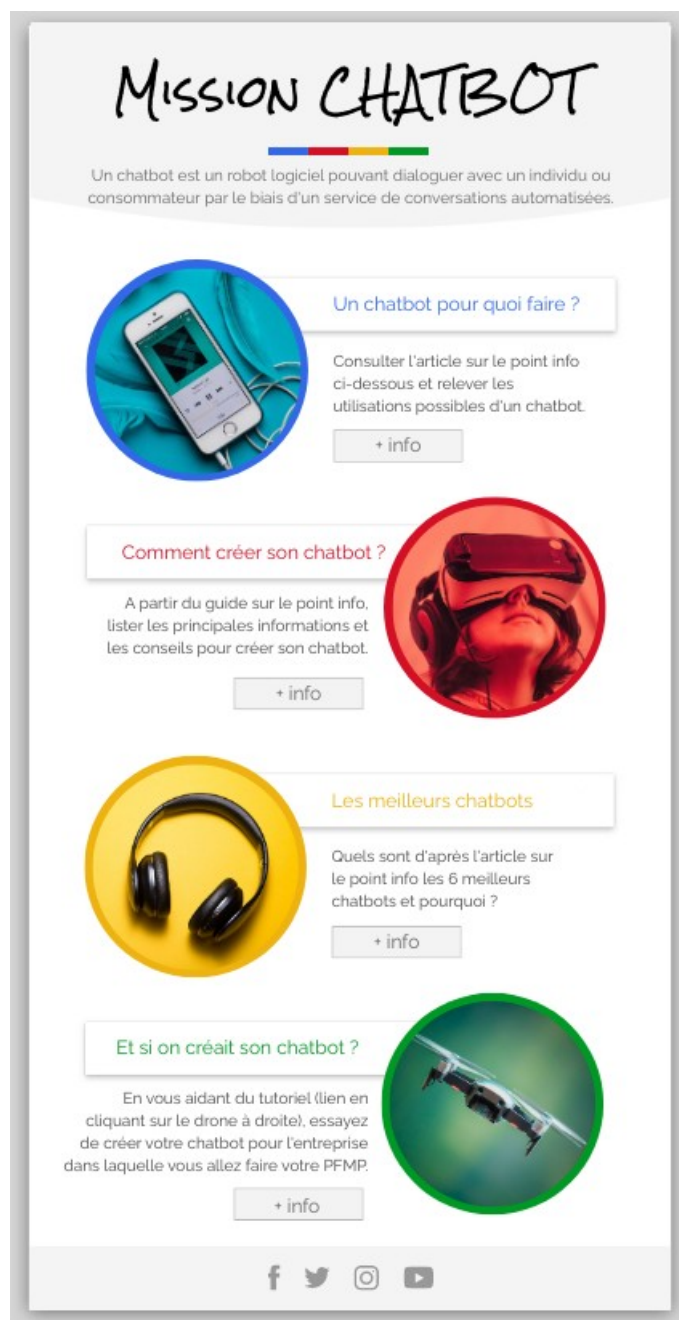 Mission CHATBOT
Un chatbot est un robot logiciel pouvant dialoguer avec un individu ou
consommateur par le biais d'un service de conversations automatisées.
Un chatbot pour quoi faire ?
Consulter l'article sur le point info
ci-dessous et relever les
utilisations possibles d'un chatbot.
+ info
Comment créer son chatbot ?
A partir du guide sur le point info,
lister les principales informations et
les conseils pour créer son chatbot.
+ info
Les meilleurs chatbots
Quels sont d'après l'article sur
le point info les 6 meilleurs
chatbots et pourquoi ?
+ info
Et si on créait son chatbot ?
En vous aidant du tutoriel (lien en
cliquant sur le drone à droite), essayez
de créer votre chatbot pour l'entreprise
dans laquelle vous allez faire votre PFMP.
+ info